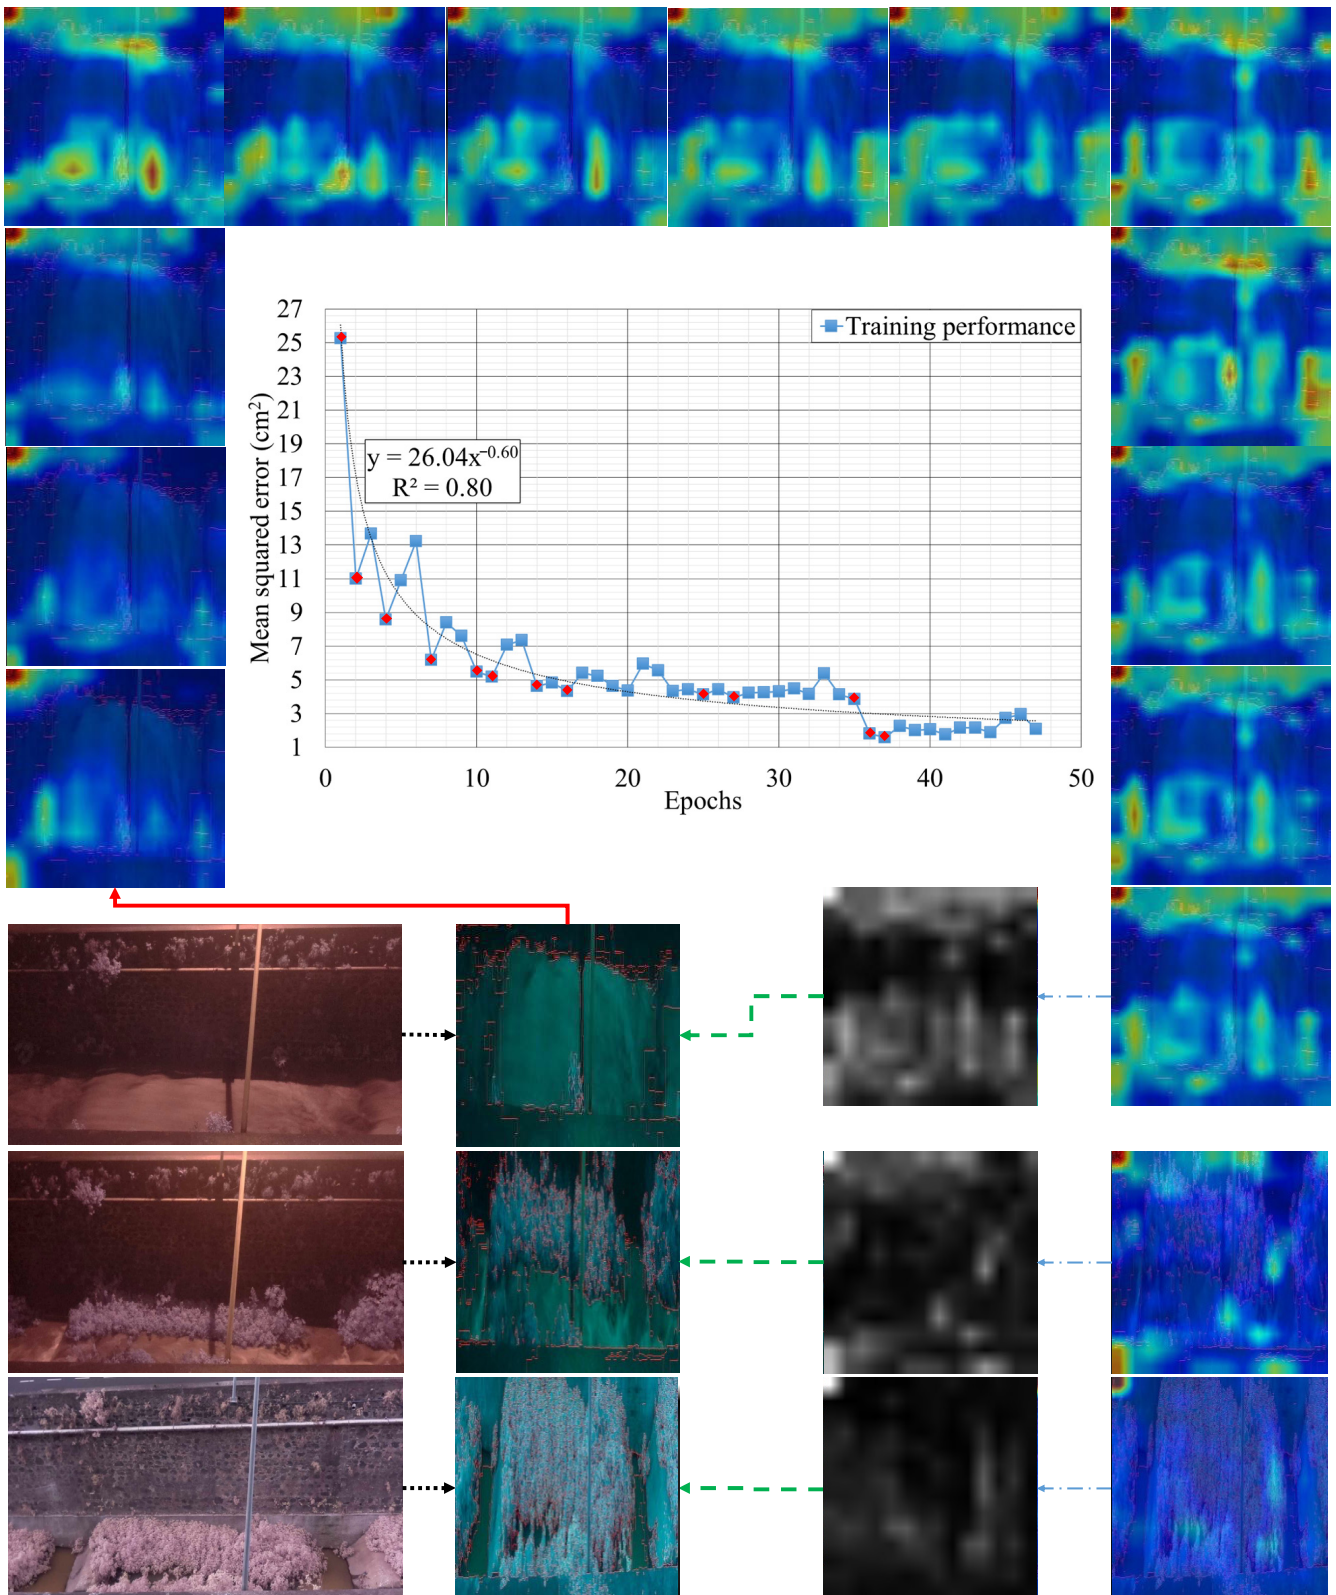 27
25
23
21
19
17
15
13
11
9
7
5
3
1
Mean squared error (cm²)
Training performance
y = 26.04x⁻⁰·⁶⁰
R² = 0.80
0 10 20 30 40 50
Epochs